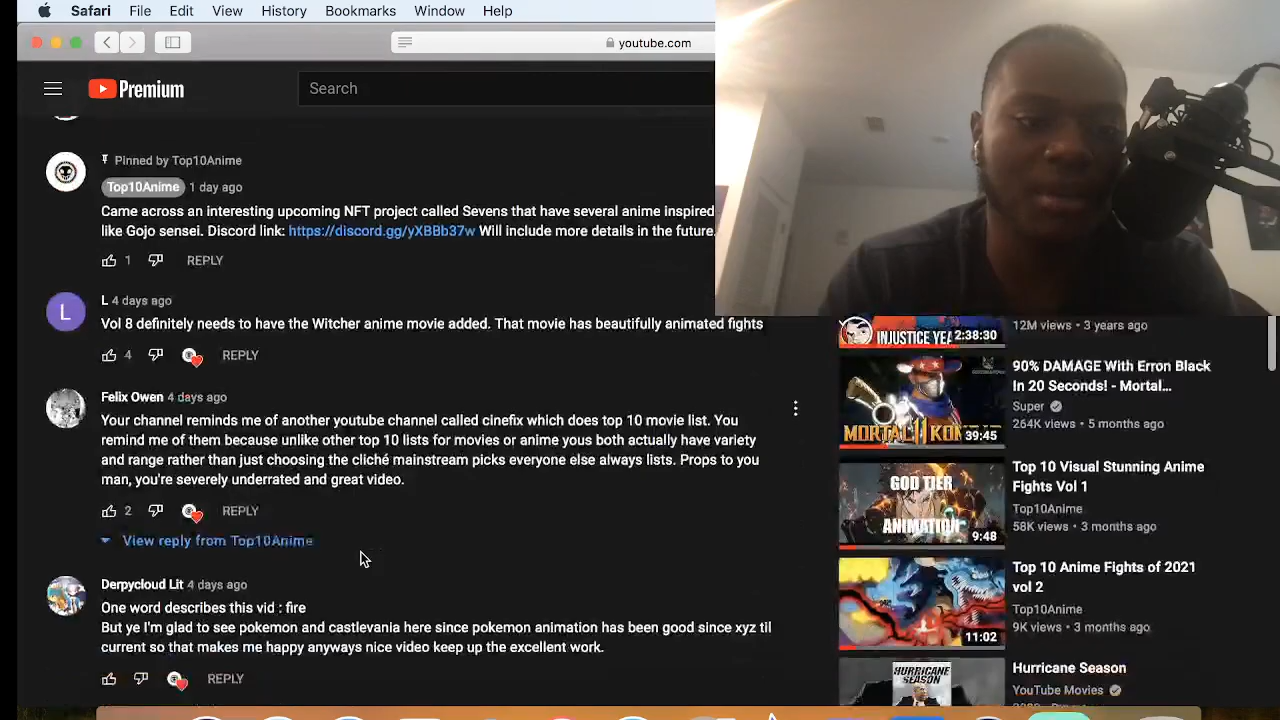 Safari File Edit View History Bookmarks Window Help
youtube.com
Premium
Search
Pinned by Top10Anime
Top10Anime 1 day ago
Came across an interesting upcoming NFT project called Sevens that have several anime inspired
like Gojo sensei. Discord link: https://discord.gg/yXBBb37w Will include more details in the future.
1 REPLY
L 4 days ago
L
Vol 8 definitely needs to have the Witcher anime movie added. That movie has beautifully animated fights
4 REPLY
Felix Owen 4 days ago
Your channel reminds me of another youtube channel called cinefix which does top 10 movie list. You
remind me of them because unlike other top 10 lists for movies or anime yous both actually have variety
and range rather than just choosing the cliché mainstream picks everyone else always lists. Props to you
man, you're severely underrated and great video.
2 REPLY
View reply from Top10Anime
Derpycloud Lit 4 days ago
One word describes this vid : fire
But ye I'm glad to see pokemon and castlevania here since pokemon animation has been good since xyz til
current so that makes me happy anyways nice video keep up the excellent work.
REPLY
INJUSTICE YEA
2:38:30
12M views • 3 years ago
MORTAL KOM
39:45
90% DAMAGE With Erron Black
In 20 Seconds! - Mortal...
Super
264K views • 5 months ago
GOD TIER
ANIMATION
9:48
Top 10 Visual Stunning Anime
Fights Vol 1
Top10Anime
58K views • 3 months ago
11:02
Top 10 Anime Fights of 2021
vol 2
Top10Anime
9K views • 3 months ago
HURRICANE
SEASON
Hurricane Season
YouTube Movies